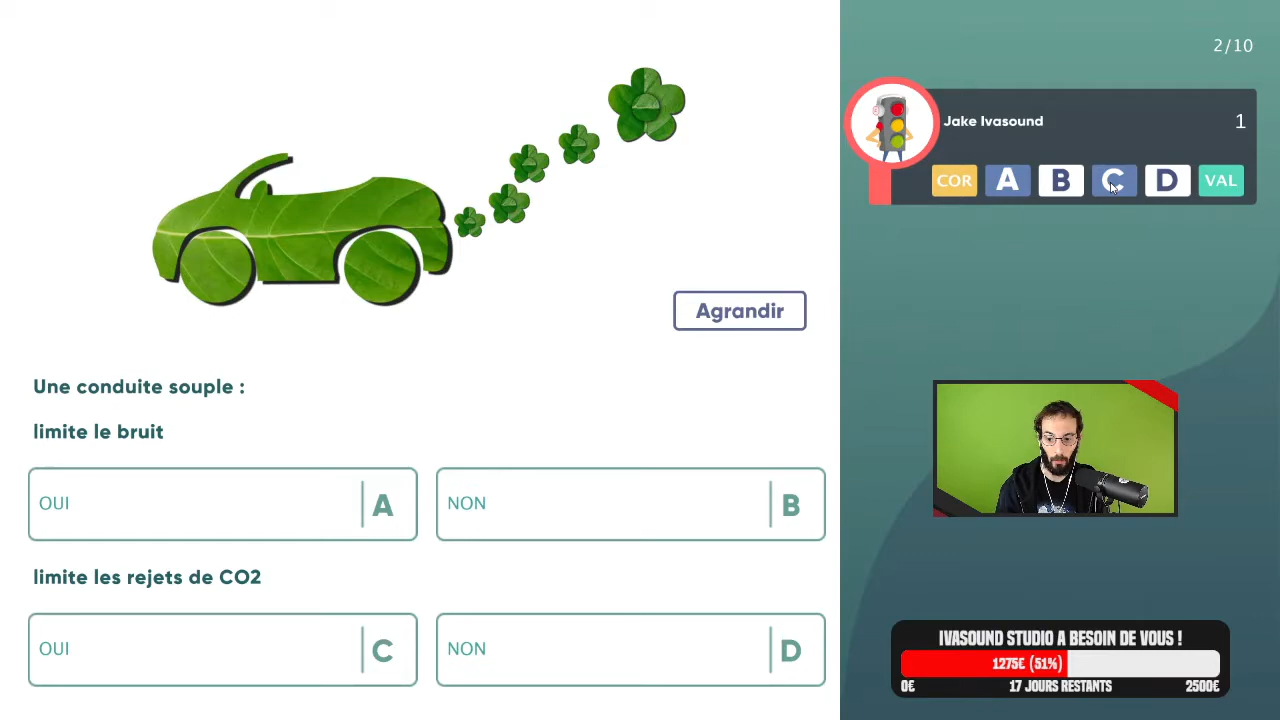 2/10
Jake Ivasound
1
COR A B C D VAL
Agrandir
Une conduite souple :
limite le bruit
OUI A
NON B
limite les rejets de CO2
OUI C
NON D
IVASOUND STUDIO A BESOIN DE VOUS !
1275€ (51%)
0€ 17 JOURS RESTANTS 2500€